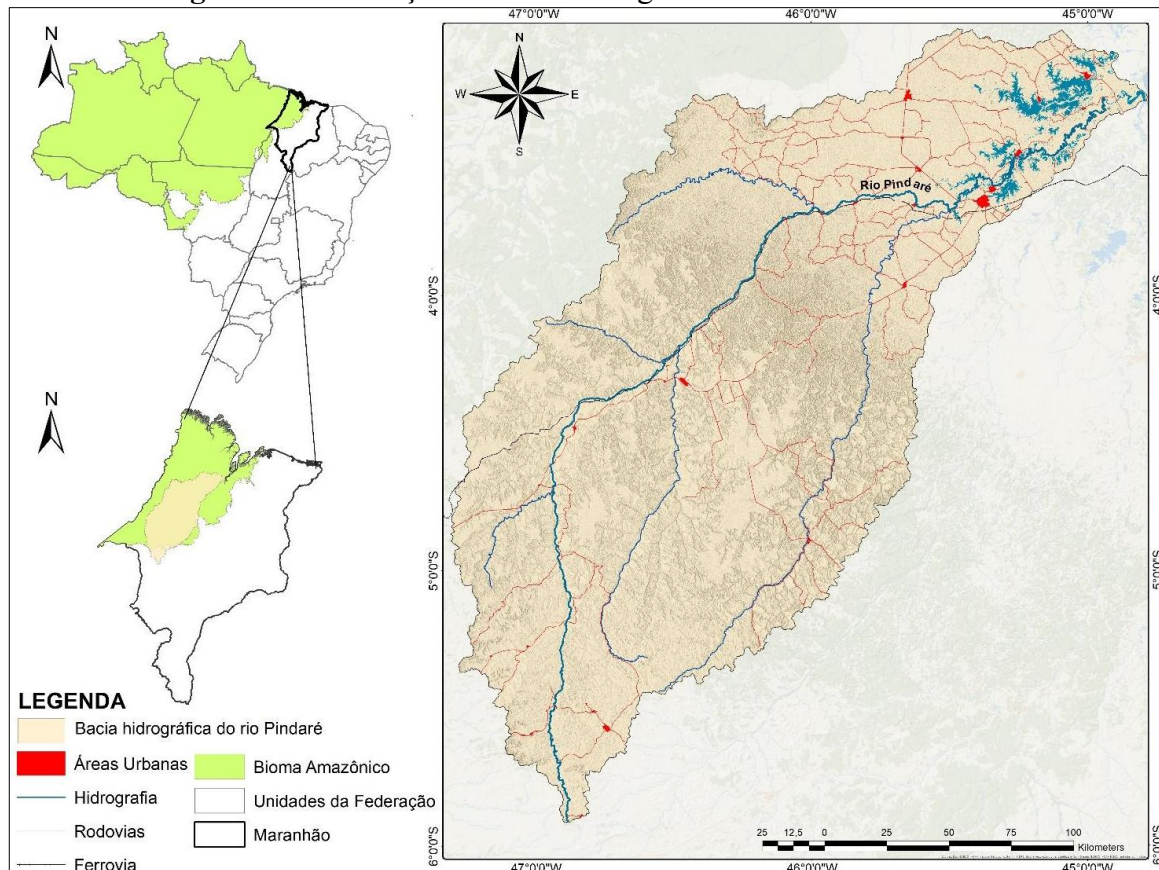 47°0'0"W 46°0'0"W 45°0'0"W
N
N
W E
S
Rio Pindaré
4°0'0"S
4°0'0"S
N
5°0'0"S
5°0'0"S
LEGENDA
Bacia hidrográfica do rio Pindaré
Áreas Urbanas
Bioma Amazônico
Hidrografia
Unidades da Federação
Rodovias
Maranhão
Ferrovia
25 12,5 0 25 50 75 100
Kilometers
6°0'0"S
6°0'0"S
47°0'0"W 46°0'0"W 45°0'0"W